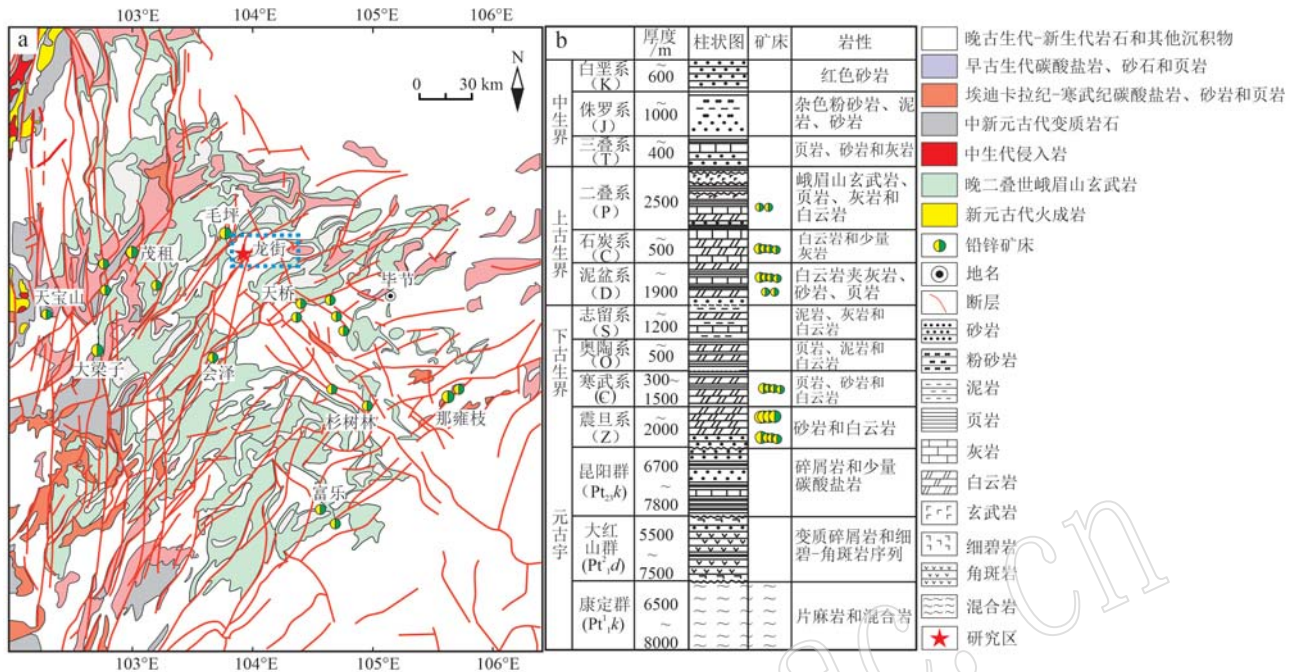 103°E
104°E
105°E
106°E
a
N
0 30 km
毛坪
龙街
茂租
天桥
毕节
天宝山
大梁子
会泽
杉树林
那雍枝
富乐
103°E
104°E
105°E
106°E
b
厚度/m
柱状图
矿床
岩性
中生界
白垩系
(K)
~
600
红色砂岩
侏罗系
(J)
~
1000
杂色粉砂岩、泥
岩、砂岩
三叠系
(T)
~
400
页岩、砂岩和灰岩
上古生界
二叠系
(P)
~
2500
峨眉山玄武岩、
页岩、灰岩和
白云岩
石炭系
(C)
~
500
白云岩和少量
灰岩
泥盆系
(D)
~
1900
白云岩夹灰岩、
砂岩、页岩
下古生界
志留系
(S)
~
1200
泥岩、灰岩和
白云岩
奥陶系
(O)
~
500
页岩、泥岩和
白云岩
寒武系
(Є)
300~
1500
页岩、砂岩和
白云岩
元古宇
震旦系
(Z)
~
2000
砂岩和白云岩
昆阳群
(Pt₂₃k)
6700
~
7800
碎屑岩和少量
碳酸盐岩
大红
山群
(Pt²₁d)
5500
~
7500
变质碎屑岩和细
碧-角斑岩序列
康定群
(Pt¹₁k)
6500
~
8000
片麻岩和混合岩
晚古生代-新生代岩石和其他沉积物
早古生代碳酸盐岩、砂石和页岩
埃迪卡拉纪-寒武纪碳酸盐岩、砂岩和页岩
中新元古代变质岩石
中生代侵入岩
晚二叠世峨眉山玄武岩
新元古代火成岩
铅锌矿床
地名
断层
砂岩
粉砂岩
泥岩
页岩
灰岩
白云岩
玄武岩
细碧岩
角斑岩
混合岩
研究区
ac.cn